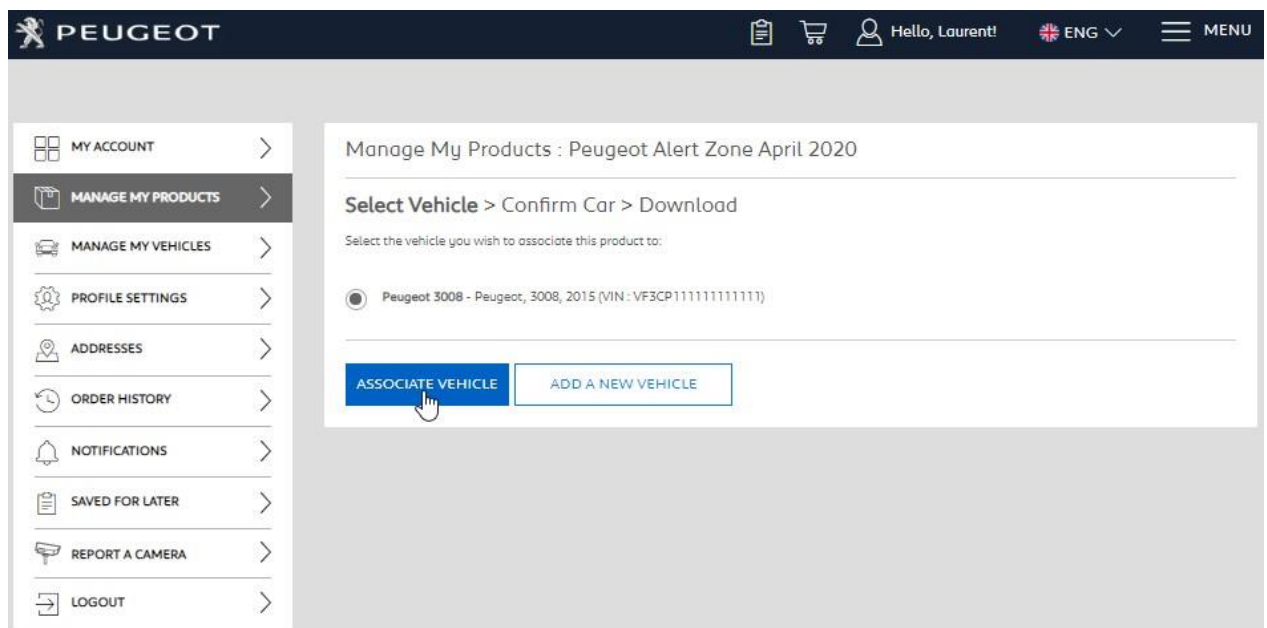 PEUGEOT
Hello, Laurent!
ENG
MENU
MY ACCOUNT
MANAGE MY PRODUCTS
MANAGE MY VEHICLES
PROFILE SETTINGS
ADDRESSES
ORDER HISTORY
NOTIFICATIONS
SAVED FOR LATER
REPORT A CAMERA
LOGOUT
Manage My Products : Peugeot Alert Zone April 2020
Select Vehicle > Confirm Car > Download
Select the vehicle you wish to associate this product to:
Peugeot 3008 - Peugeot, 3008, 2015 (VIN : VF3CP111111111111)
ASSOCIATE VEHICLE
ADD A NEW VEHICLE